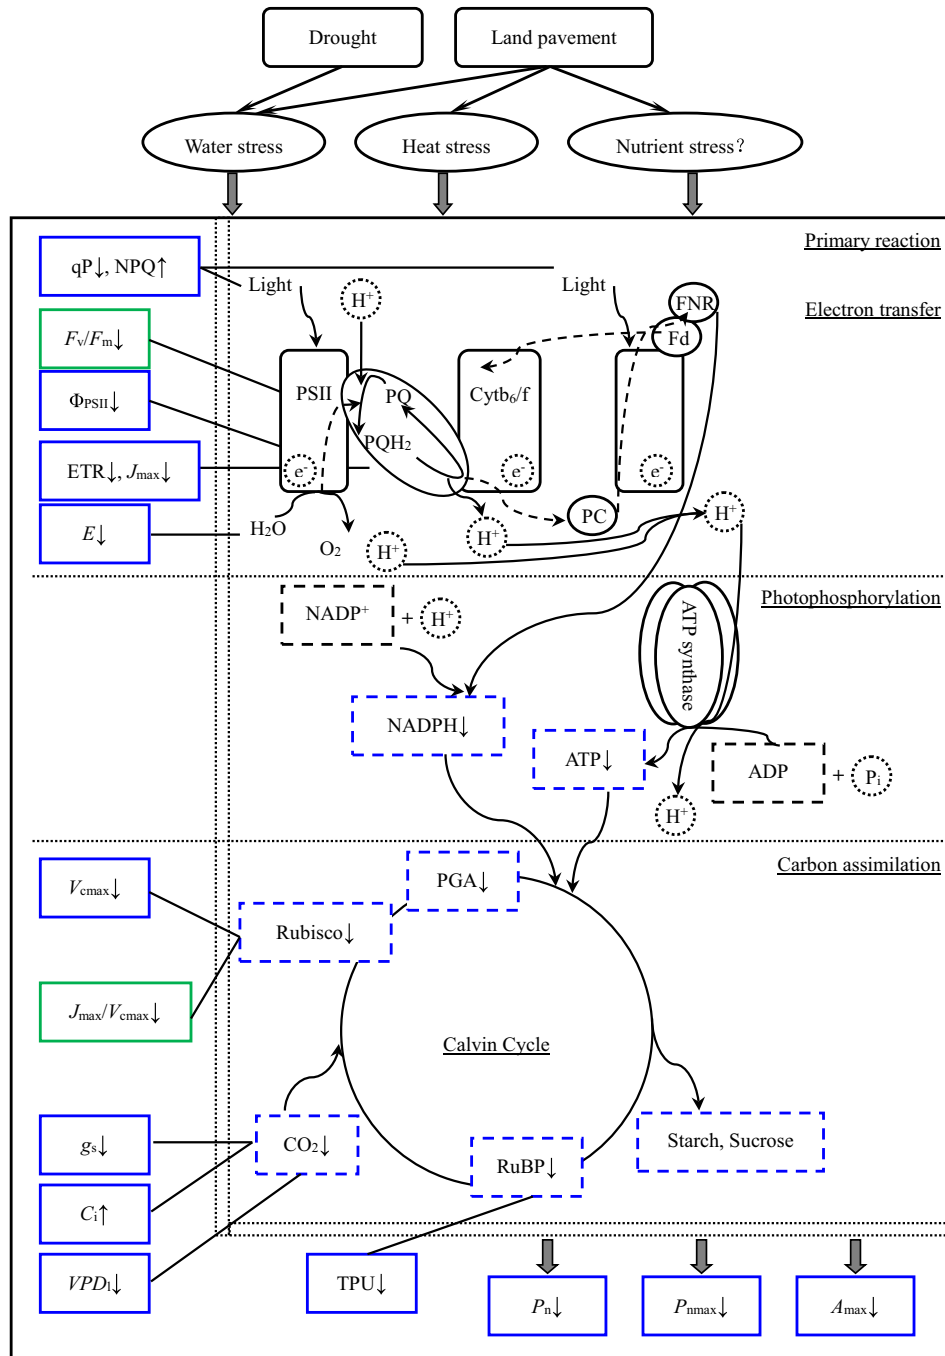 Drought
Land pavement
Water stress
Heat stress
Nutrient stress?
Primary reaction
qP↓, NPQ↑
Light
H⁺
Light
FNR
Electron transfer
Fv/Fm↓
Fd
PSII
PQ
Cytb₆/f
ΦPSII↓
PQH₂
ETR↓, Jmax↓
e⁻
e⁻
e⁻
E↓
H₂O
O₂
H⁺
H⁺
PC
H⁺
Photophosphorylation
NADP⁺
+
H⁺
ATP synthase
NADPH↓
ATP↓
ADP
+
Pi
H⁺
Carbon assimilation
Vcmax↓
PGA↓
Rubisco↓
Jmax/Vcmax↓
Calvin Cycle
gs↓
CO₂↓
Starch, Sucrose
RuBP↓
Ci↑
VPDl↓
TPU↓
Pn↓
Pnmax↓
Amax↓